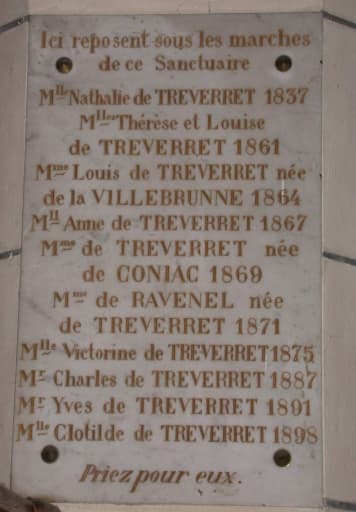 Ici reposent sous les marches
de ce Sanctuaire
Mlle Nathalie de TREVERRET 1837
Mlles Thérèse et Louise
de TREVERRET 1861
Mme Louis de TREVERRET née
de la VILLEBRUNNE 1864
Mll Anne de TREVERRET 1867
Mme de TREVERRET née
de CONIAC 1869
Mme de RAVENEL née
de TREVERRET 1871
Mlle Victorine de TREVERRET 1875
Mr Charles de TREVERRET 1887
Mr Yves de TREVERRET 1891
Mlle Clotilde de TREVERRET 1898
Priez pour eux.